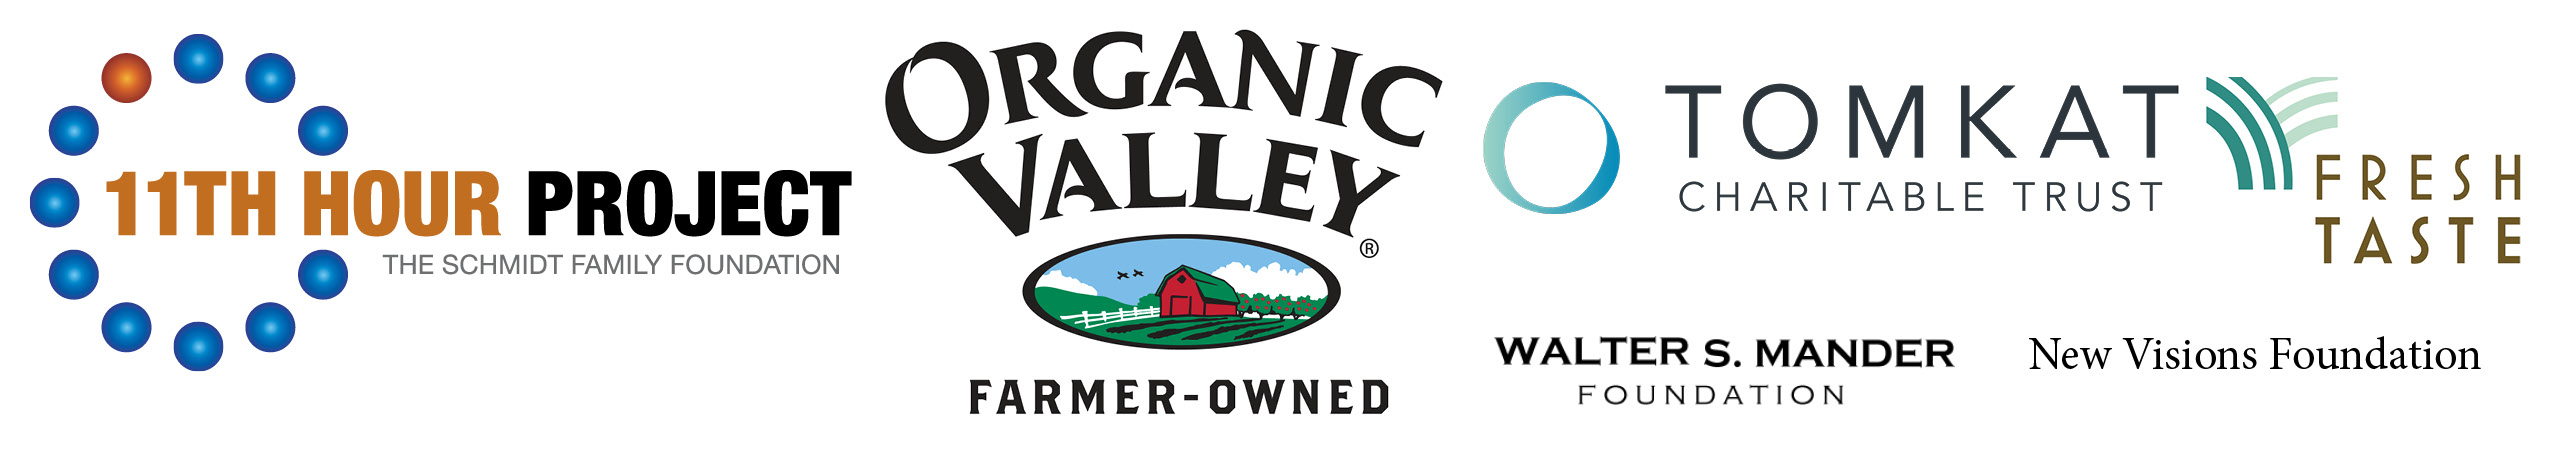 11TH HOUR PROJECT
THE SCHMIDT FAMILY FOUNDATION
ORGANIC
VALLEY
®
FARMER-OWNED
TOMKAT
CHARITABLE TRUST
FRESH
TASTE
WALTER S. MANDER
FOUNDATION
New Visions Foundation